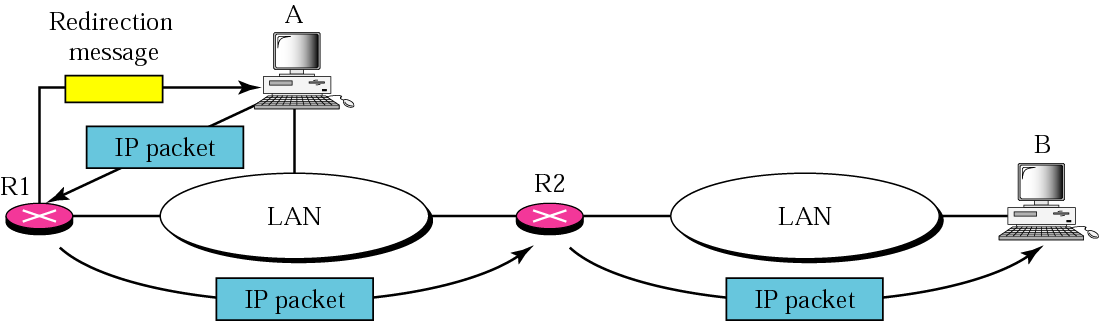 Redirection
message
A
IP packet
R1
LAN
R2
LAN
B
IP packet
IP packet